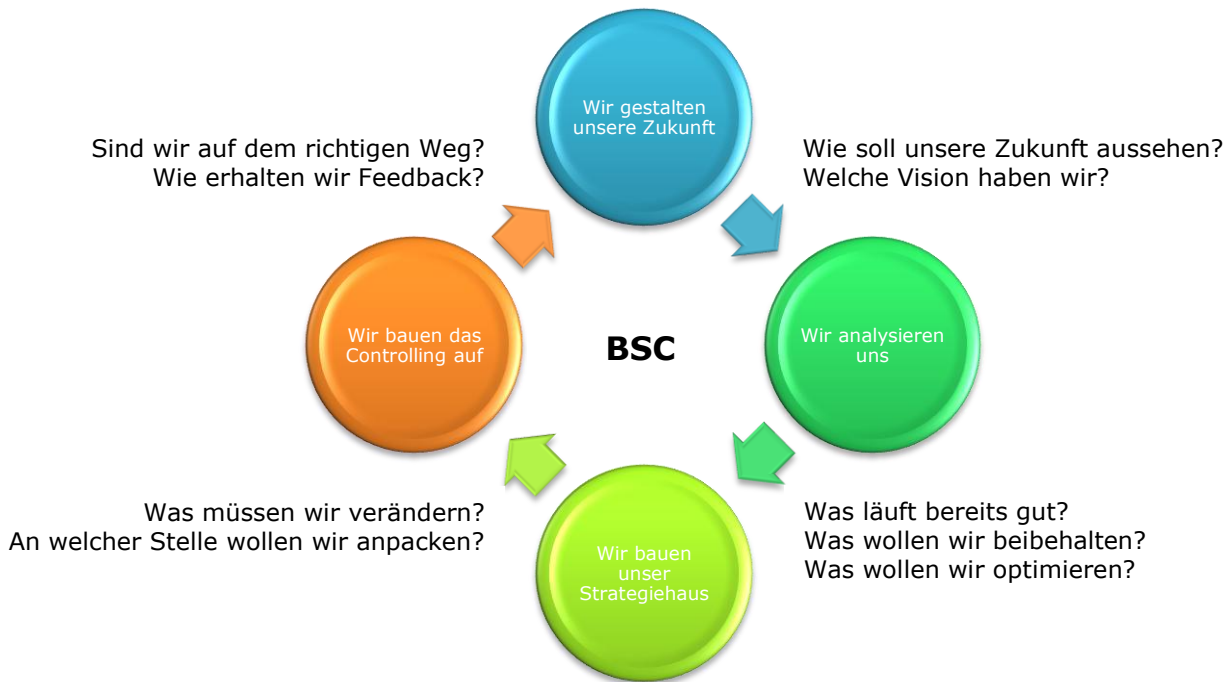 Wir gestalten
unsere Zukunft
Sind wir auf dem richtigen Weg?
Wie erhalten wir Feedback?
Wie soll unsere Zukunft aussehen?
Welche Vision haben wir?
Wir bauen das
Controlling auf
BSC
Wir analysieren
uns
Was müssen wir verändern?
An welcher Stelle wollen wir anpacken?
Was läuft bereits gut?
Was wollen wir beibehalten?
Was wollen wir optimieren?
Wir bauen
unser
Strategiehaus